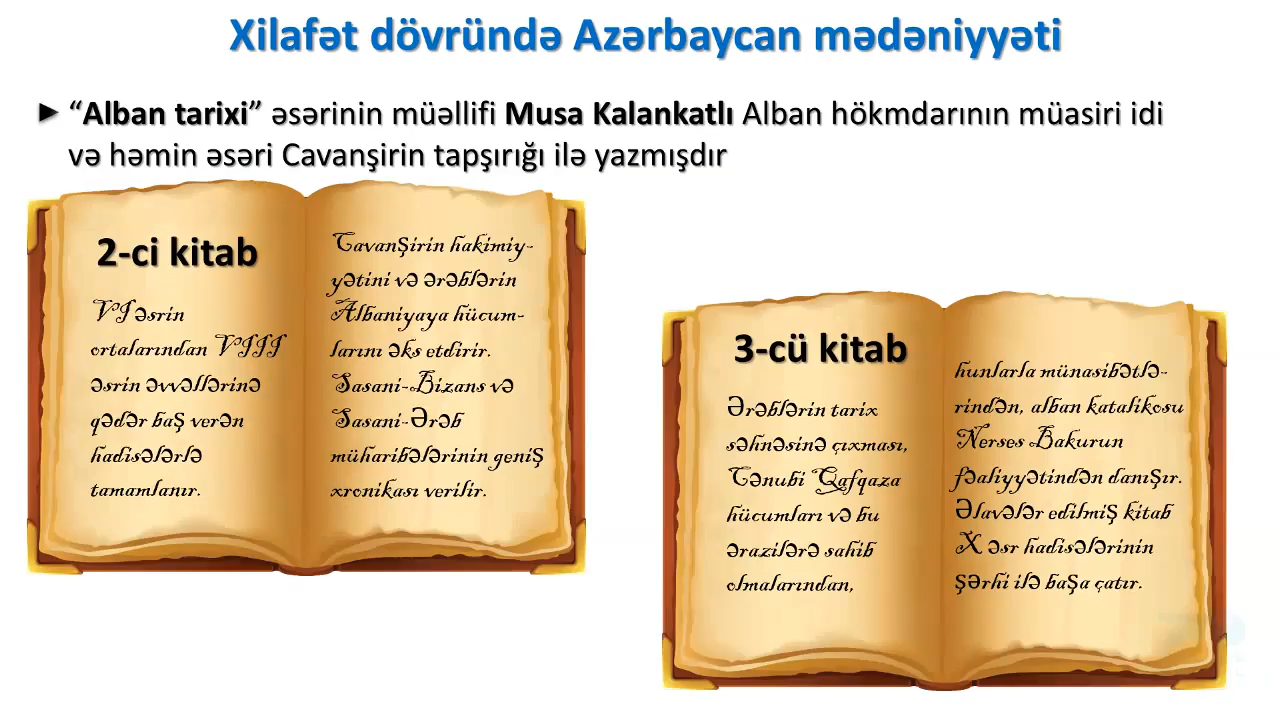 Xilafət dövründə Azərbaycan mədəniyyəti
► “Alban tarixi” əsərinin müəllifi Musa Kalankatlı Alban hökmdarının müasiri idi
və həmin əsəri Cavanşirin tapşırığı ilə yazmışdır
2-ci kitab
VI əsrin
ortalarından VIII
əsrin əvvəllərinə
qədər baş verən
hadisələrlə
tamamlanır.
Cavanşirin hakimiy-
yətini və ərəblərin
Albaniyaya hücum-
larını əks etdirir.
Sasani-Bizans və
Sasani-Ərəb
müharibələrinin geniş
xronikası verilir.
3-cü kitab
Ərəblərin tarix
səhnəsinə çıxması,
Cənubi Qafqaza
hücumları və bu
ərazilərə sahib
olmalarından,
hunlarla münasibətlə-
rindən, alban katalikosu
Nerses Bakurun
fəaliyyətindən danışır.
Əlavələr edilmiş kitab
X əsr hadisələrinin
şərhi ilə başa çatır.